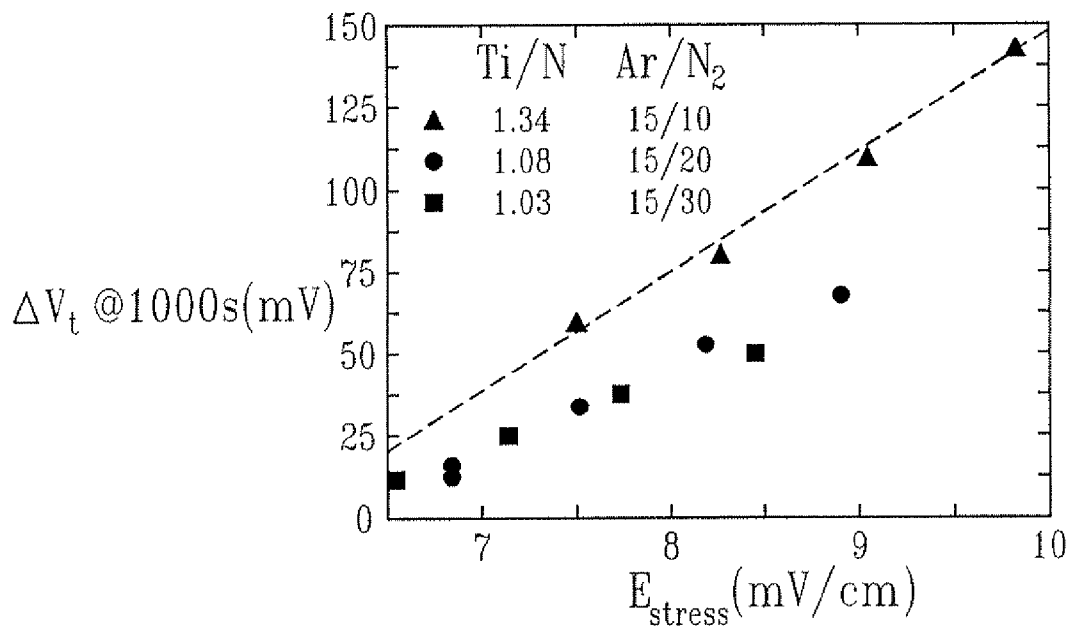 150
Ti/N Ar/N₂
125
▲ 1.34 15/10
● 1.08 15/20
100
■ 1.03 15/30
75
ΔVₜ @1000s(mV)
50
25
0
7 8 9 10
E_stress(mV/cm)